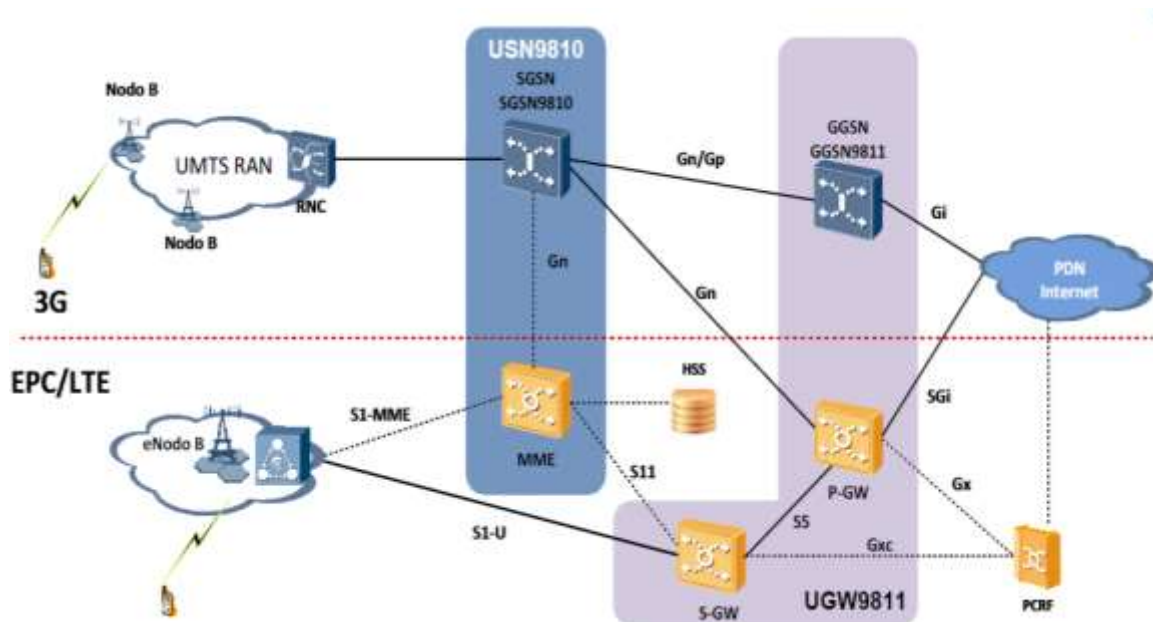 USN9810
SGSN
SGSN9810
Nodo B
UMTS RAN
RNC
Nodo B
GGSN
GGSN9811
Gn/Gp
Gi
Gn
Gn
PDN
Internet
3G
EPC/LTE
HSS
SGi
S1-MME
eNodo B
MME
P-GW
S11
Gx
S1-U
S5
Gxc
S-GW
UGW9811
PCRF